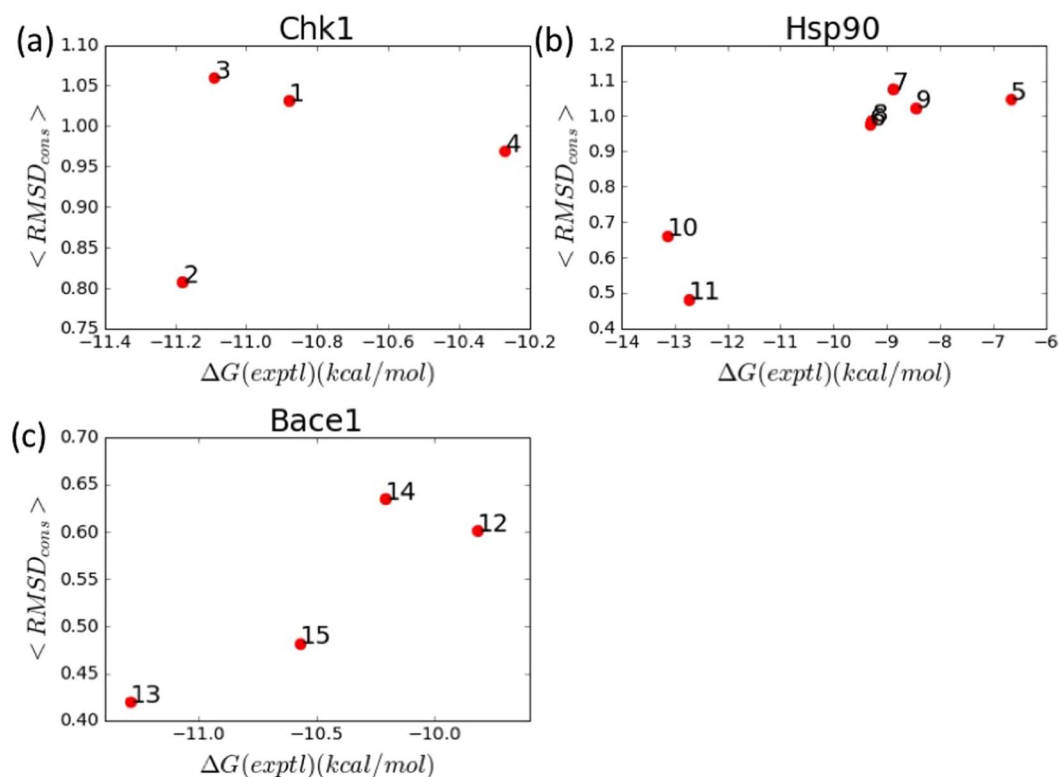 (a)
Chk1
1.10
1.05
1.00
0.95
0.90
0.85
0.80
0.75
< RMSD_cons >
3
1
4
2
−11.4 −11.2 −11.0 −10.8 −10.6 −10.4 −10.2
ΔG(exptl)(kcal/mol)
(b)
Hsp90
1.2
1.1
1.0
0.9
0.8
0.7
0.6
0.5
0.4
< RMSD_cons >
7
5
9
8
6
10
11
−14 −13 −12 −11 −10 −9 −8 −7 −6
ΔG(exptl)(kcal/mol)
(c)
Bace1
0.70
0.65
0.60
0.55
0.50
0.45
0.40
< RMSD_cons >
14
12
15
13
−11.0 −10.5 −10.0
ΔG(exptl)(kcal/mol)